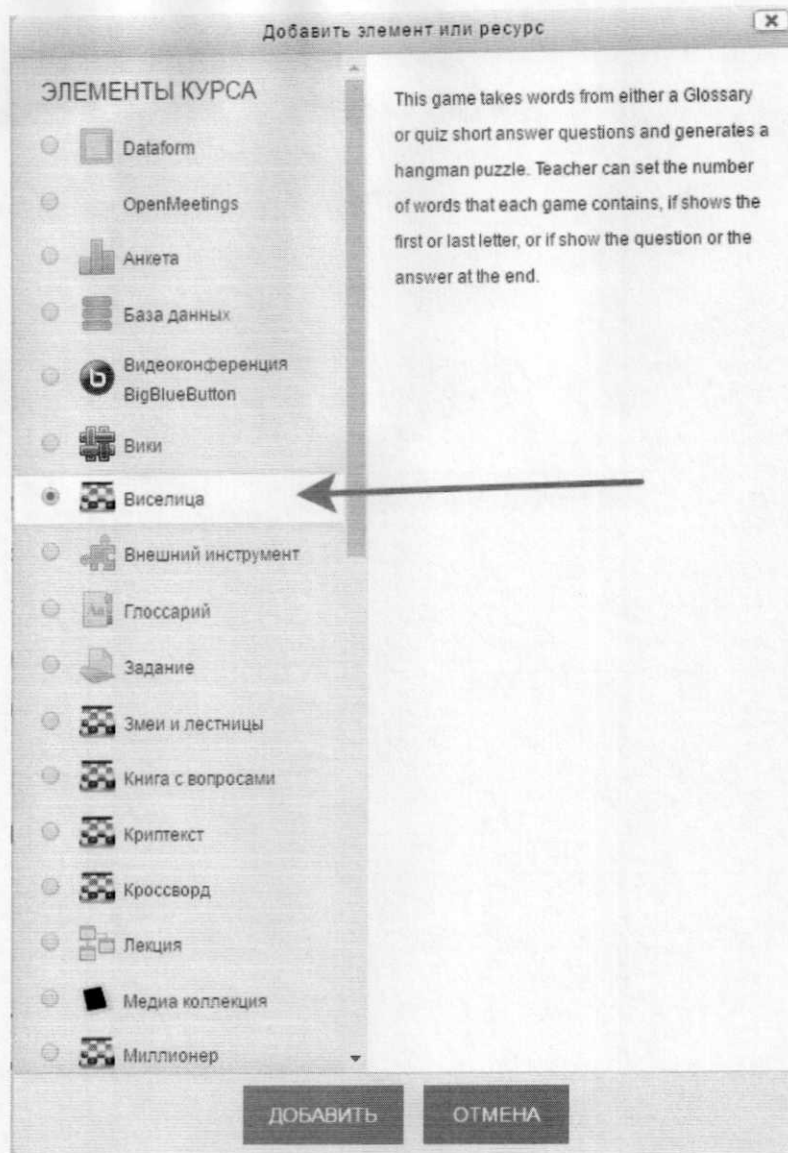 Добавить элемент или ресурс
ЭЛЕМЕНТЫ КУРСА
Dataform
OpenMeetings
Анкета
База данных
Видеоконференция
BigBlueButton
Вики
Виселица
Внешний инструмент
Глоссарий
Задание
Змеи и лестницы
Книга с вопросами
Криптекст
Кроссворд
Лекция
Медиа коллекция
Миллионер
This game takes words from either a Glossary
or quiz short answer questions and generates a
hangman puzzle. Teacher can set the number
of words that each game contains, if shows the
first or last letter, or if show the question or the
answer at the end.
ДОБАВИТЬ
ОТМЕНА